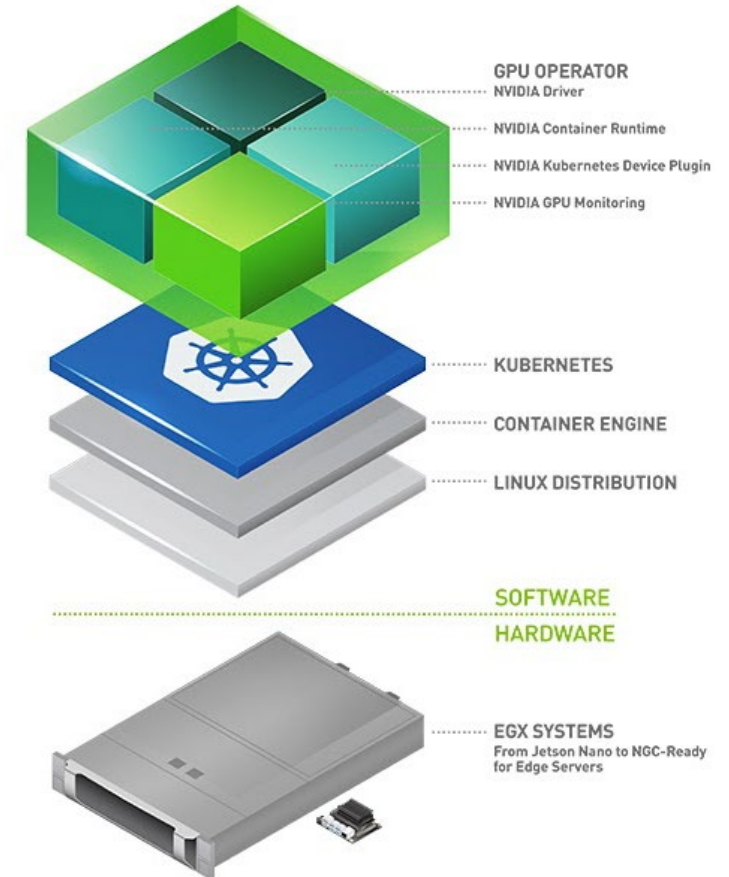 GPU OPERATOR
NVIDIA Driver
NVIDIA Container Runtime
NVIDIA Kubernetes Device Plugin
NVIDIA GPU Monitoring
KUBERNETES
CONTAINER ENGINE
LINUX DISTRIBUTION
SOFTWARE
HARDWARE
EGX SYSTEMS
From Jetson Nano to NGC-Ready
for Edge Servers